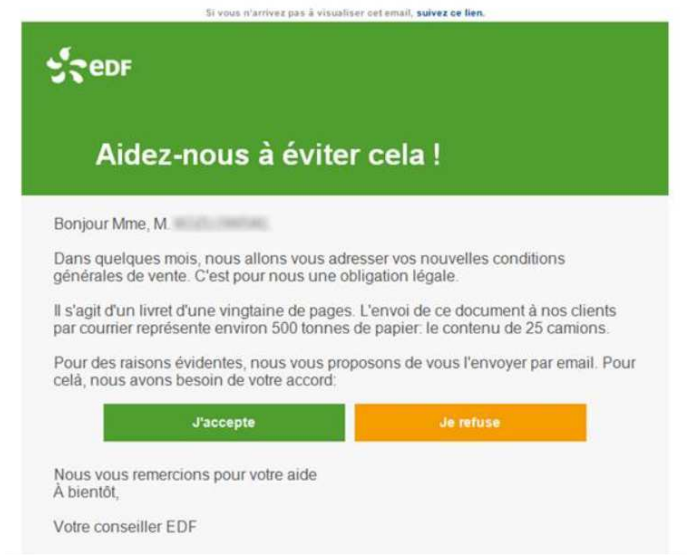 Si vous n'arrivez pas à visualiser cet email, suivez ce lien.
eDF
Aidez-nous à éviter cela !
Bonjour Mme, M.
Dans quelques mois, nous allons vous adresser vos nouvelles conditions
générales de vente. C'est pour nous une obligation légale.
Il s'agit d'un livret d'une vingtaine de pages. L'envoi de ce document à nos clients
par courrier représente environ 500 tonnes de papier: le contenu de 25 camions.
Pour des raisons évidentes, nous vous proposons de vous l'envoyer par email. Pour
celà, nous avons besoin de votre accord:
J'accepte
Je refuse
Nous vous remercions pour votre aide
À bientôt,
Votre conseiller EDF